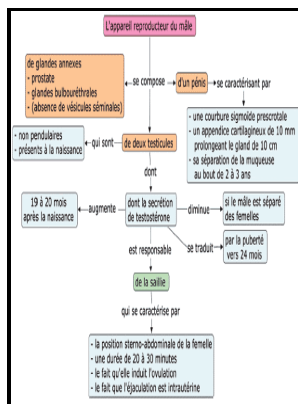 L'appareil reproducteur du mâle
de glandes annexes
- prostate
- glandes bulbouréthrales
- (absence de vésicules séminales)
se compose
d'un pénis
se caractérisant par
- une courbure sigmoide prescrotale
- un appendice cartilagineux de 10 mm
prolongeant le gland de 10 cm
- sa séparation de la muqueuse
au bout de 2 à 3 ans
- non pendulaires
- présents à la naissance
qui sont
de deux testicules
dont
19 à 20 mois
après la naissance
augmente
dont la secrétion
de testostérone
diminue
si le mâle est séparé
des femelles
se traduit
par la puberté
vers 24 mois
est responsable
de la saillie
qui se caractérise par
- la position sterno-abdominale de la femelle
- une durée de 20 à 30 minutes
- le fait qu'elle induit l'ovulation
- le fait que l'éjaculation est intrautérine